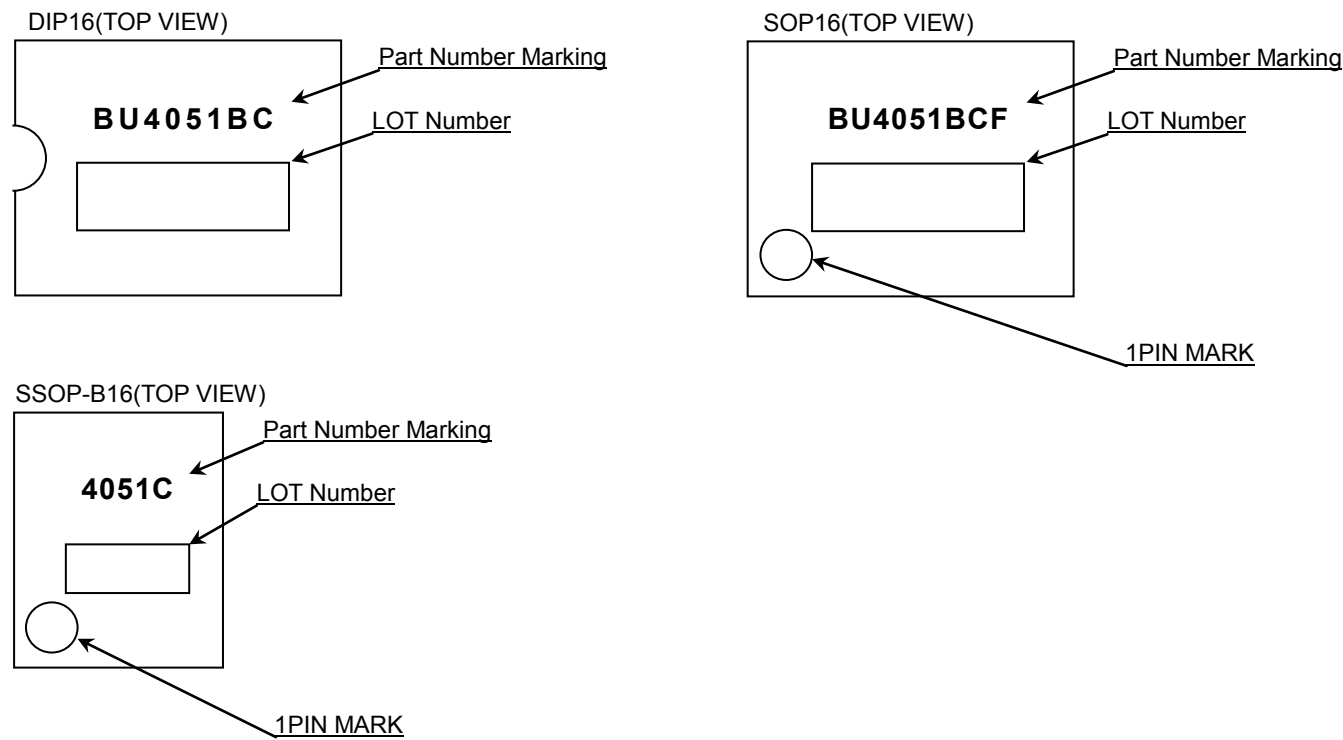 DIP16(TOP VIEW)
Part Number Marking
BU4051BC
LOT Number
SOP16(TOP VIEW)
Part Number Marking
BU4051BCF
LOT Number
1PIN MARK
SSOP-B16(TOP VIEW)
Part Number Marking
4051C
LOT Number
1PIN MARK